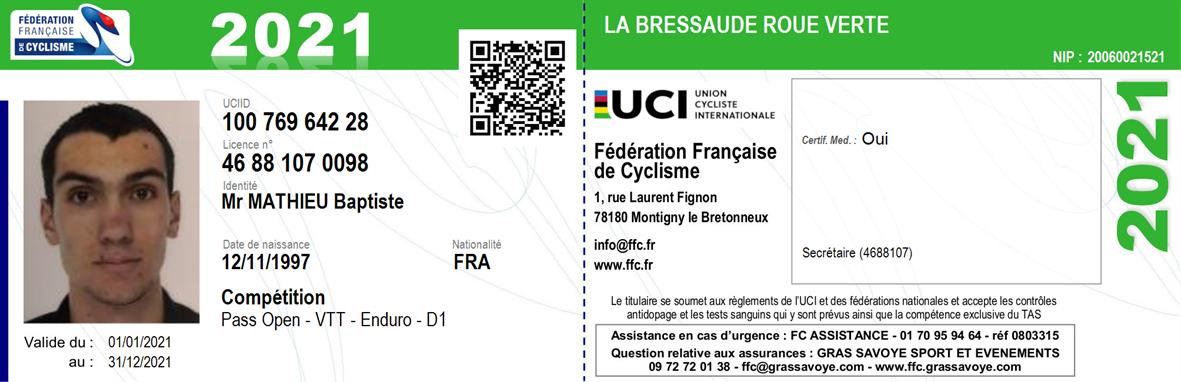 FÉDÉRATION
FRANÇAISE
DE CYCLISME
2021
UCIID
100 769 642 28
Licence n°
46 88 107 0098
Identité
Mr MATHIEU Baptiste
Date de naissance
12/11/1997
Nationalité
FRA
Compétition
Pass Open - VTT - Enduro - D1
Valide du : 01/01/2021
au : 31/12/2021
LA BRESSAUDE ROUE VERTE
NIP : 20060021521
UCI
UNION
CYCLISTE
INTERNATIONALE
Fédération Française
de Cyclisme
1, rue Laurent Fignon
78180 Montigny le Bretonneux
info@ffc.fr
www.ffc.fr
Certif. Med. : Oui
Secrétaire (4688107)
2021
Le titulaire se soumet aux règlements de l'UCI et des fédérations nationales et accepte les contrôles
antidopage et les tests sanguins qui y sont prévus ainsi que la compétence exclusive du TAS
Assistance en cas d'urgence : FC ASSISTANCE - 01 70 95 94 64 - réf 0803315
Question relative aux assurances : GRAS SAVOYE SPORT ET EVENEMENTS
09 72 72 01 38 - ffc@grassavoye.com - www.ffc.grassavoye.com